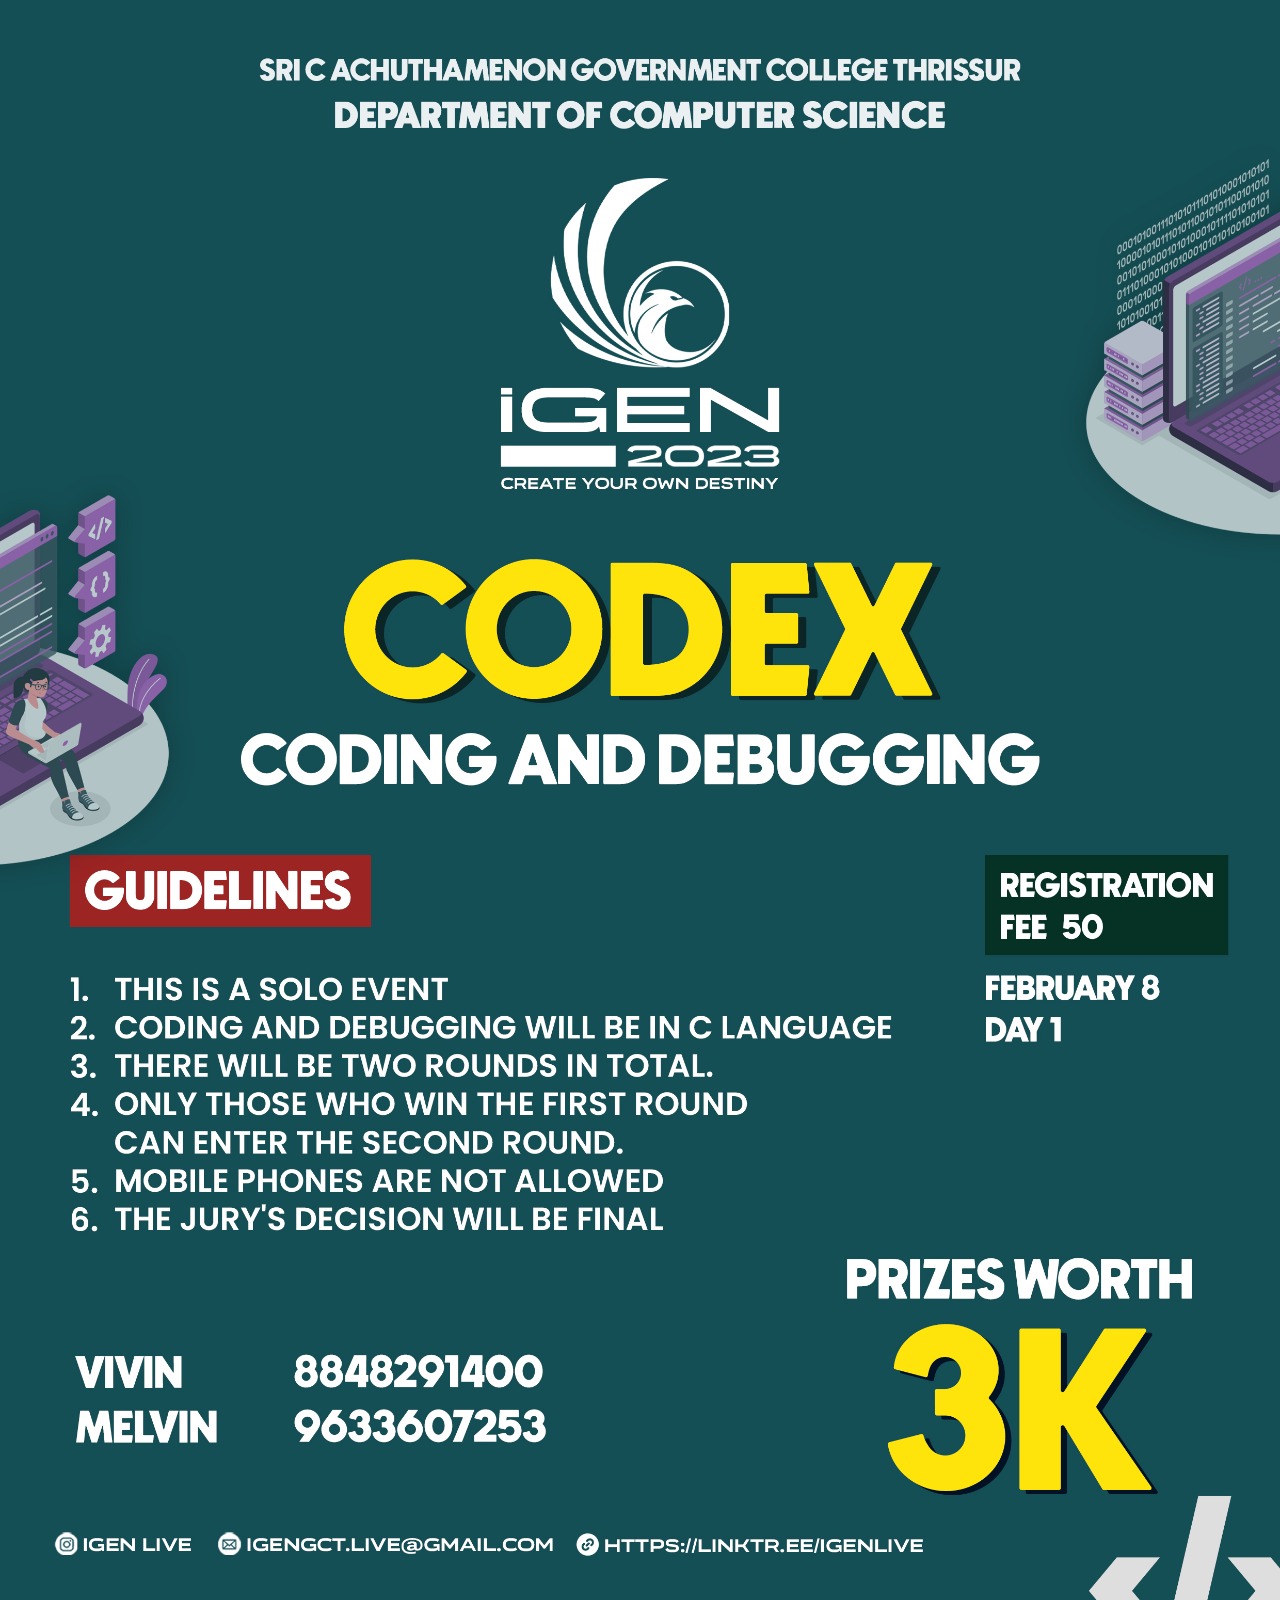 SRI C ACHUTHAMENON GOVERNMENT COLLEGE THRISSUR
DEPARTMENT OF COMPUTER SCIENCE
iGEN
2023
CREATE YOUR OWN DESTINY
CODEX
CODING AND DEBUGGING
GUIDELINES
1. THIS IS A SOLO EVENT
2. CODING AND DEBUGGING WILL BE IN C LANGUAGE
3. THERE WILL BE TWO ROUNDS IN TOTAL.
4. ONLY THOSE WHO WIN THE FIRST ROUND
CAN ENTER THE SECOND ROUND.
5. MOBILE PHONES ARE NOT ALLOWED
6. THE JURY'S DECISION WILL BE FINAL
REGISTRATION
FEE 50
FEBRUARY 8
DAY 1
PRIZES WORTH
3K
VIVIN 8848291400
MELVIN 9633607253
IGEN LIVE IGENGCT.LIVE@GMAIL.COM HTTPS://LINKTR.EE/IGENLIVE